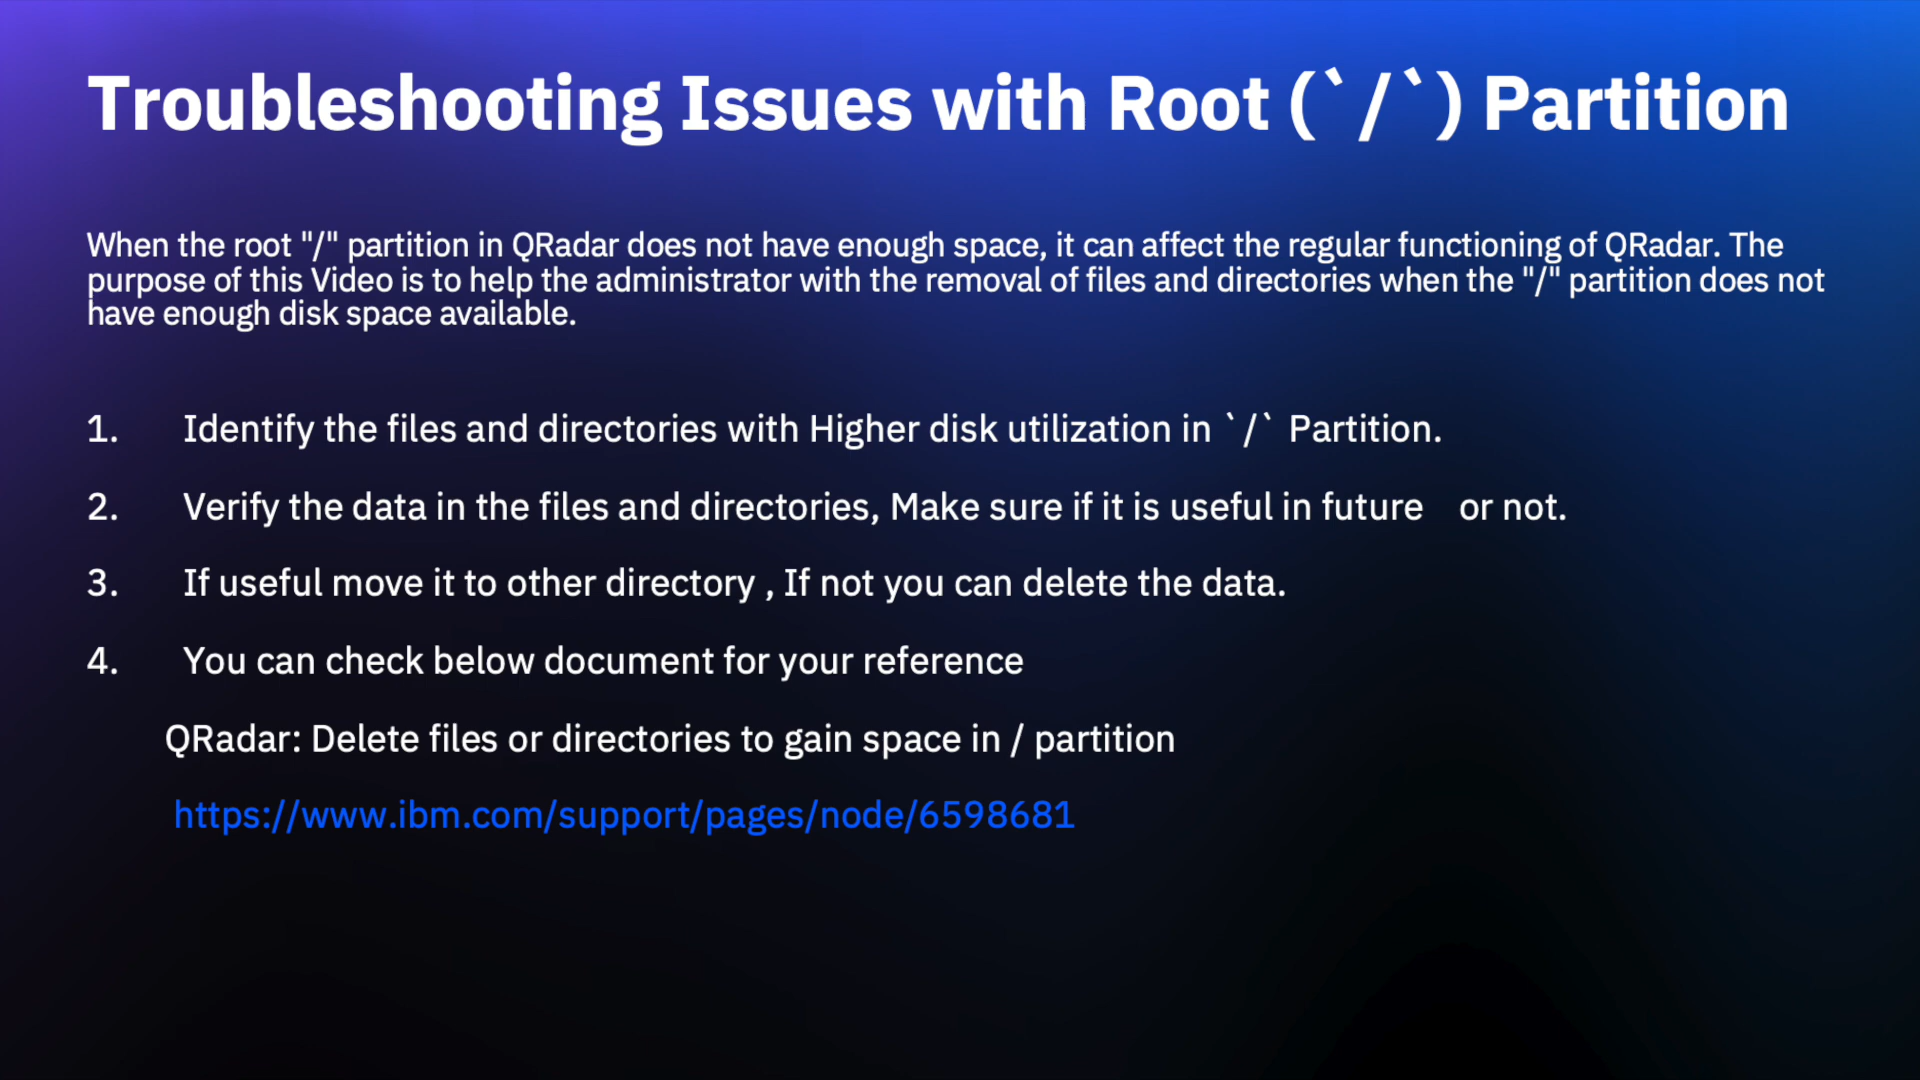 Troubleshooting Issues with Root (`/`) Partition
When the root "/" partition in QRadar does not have enough space, it can affect the regular functioning of QRadar. The
purpose of this Video is to help the administrator with the removal of files and directories when the "/" partition does not
have enough disk space available.
1. Identify the files and directories with Higher disk utilization in `/` Partition.
2. Verify the data in the files and directories, Make sure if it is useful in future or not.
3. If useful move it to other directory , If not you can delete the data.
4. You can check below document for your reference
QRadar: Delete files or directories to gain space in / partition
https://www.ibm.com/support/pages/node/6598681